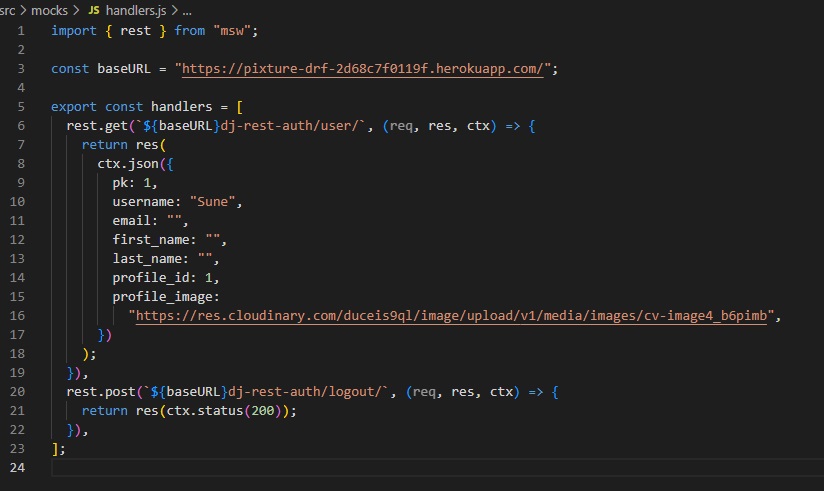 src > mocks > JS handlers.js > ...
1 import { rest } from "msw";
2
3 const baseURL = "https://pixture-drf-2d68c7f0119f.herokuapp.com/";
4
5 export const handlers = [
6   rest.get(`${baseURL}dj-rest-auth/user/`, (req, res, ctx) => {
7     return res(
8       ctx.json({
9         pk: 1,
10         username: "Sune",
11         email: "",
12         first_name: "",
13         last_name: "",
14         profile_id: 1,
15         profile_image:
16           "https://res.cloudinary.com/duceis9ql/image/upload/v1/media/images/cv-image4_b6pimb",
17       })
18     );
19   }),
20   rest.post(`${baseURL}dj-rest-auth/logout/`, (req, res, ctx) => {
21     return res(ctx.status(200));
22   }),
23 ];
24